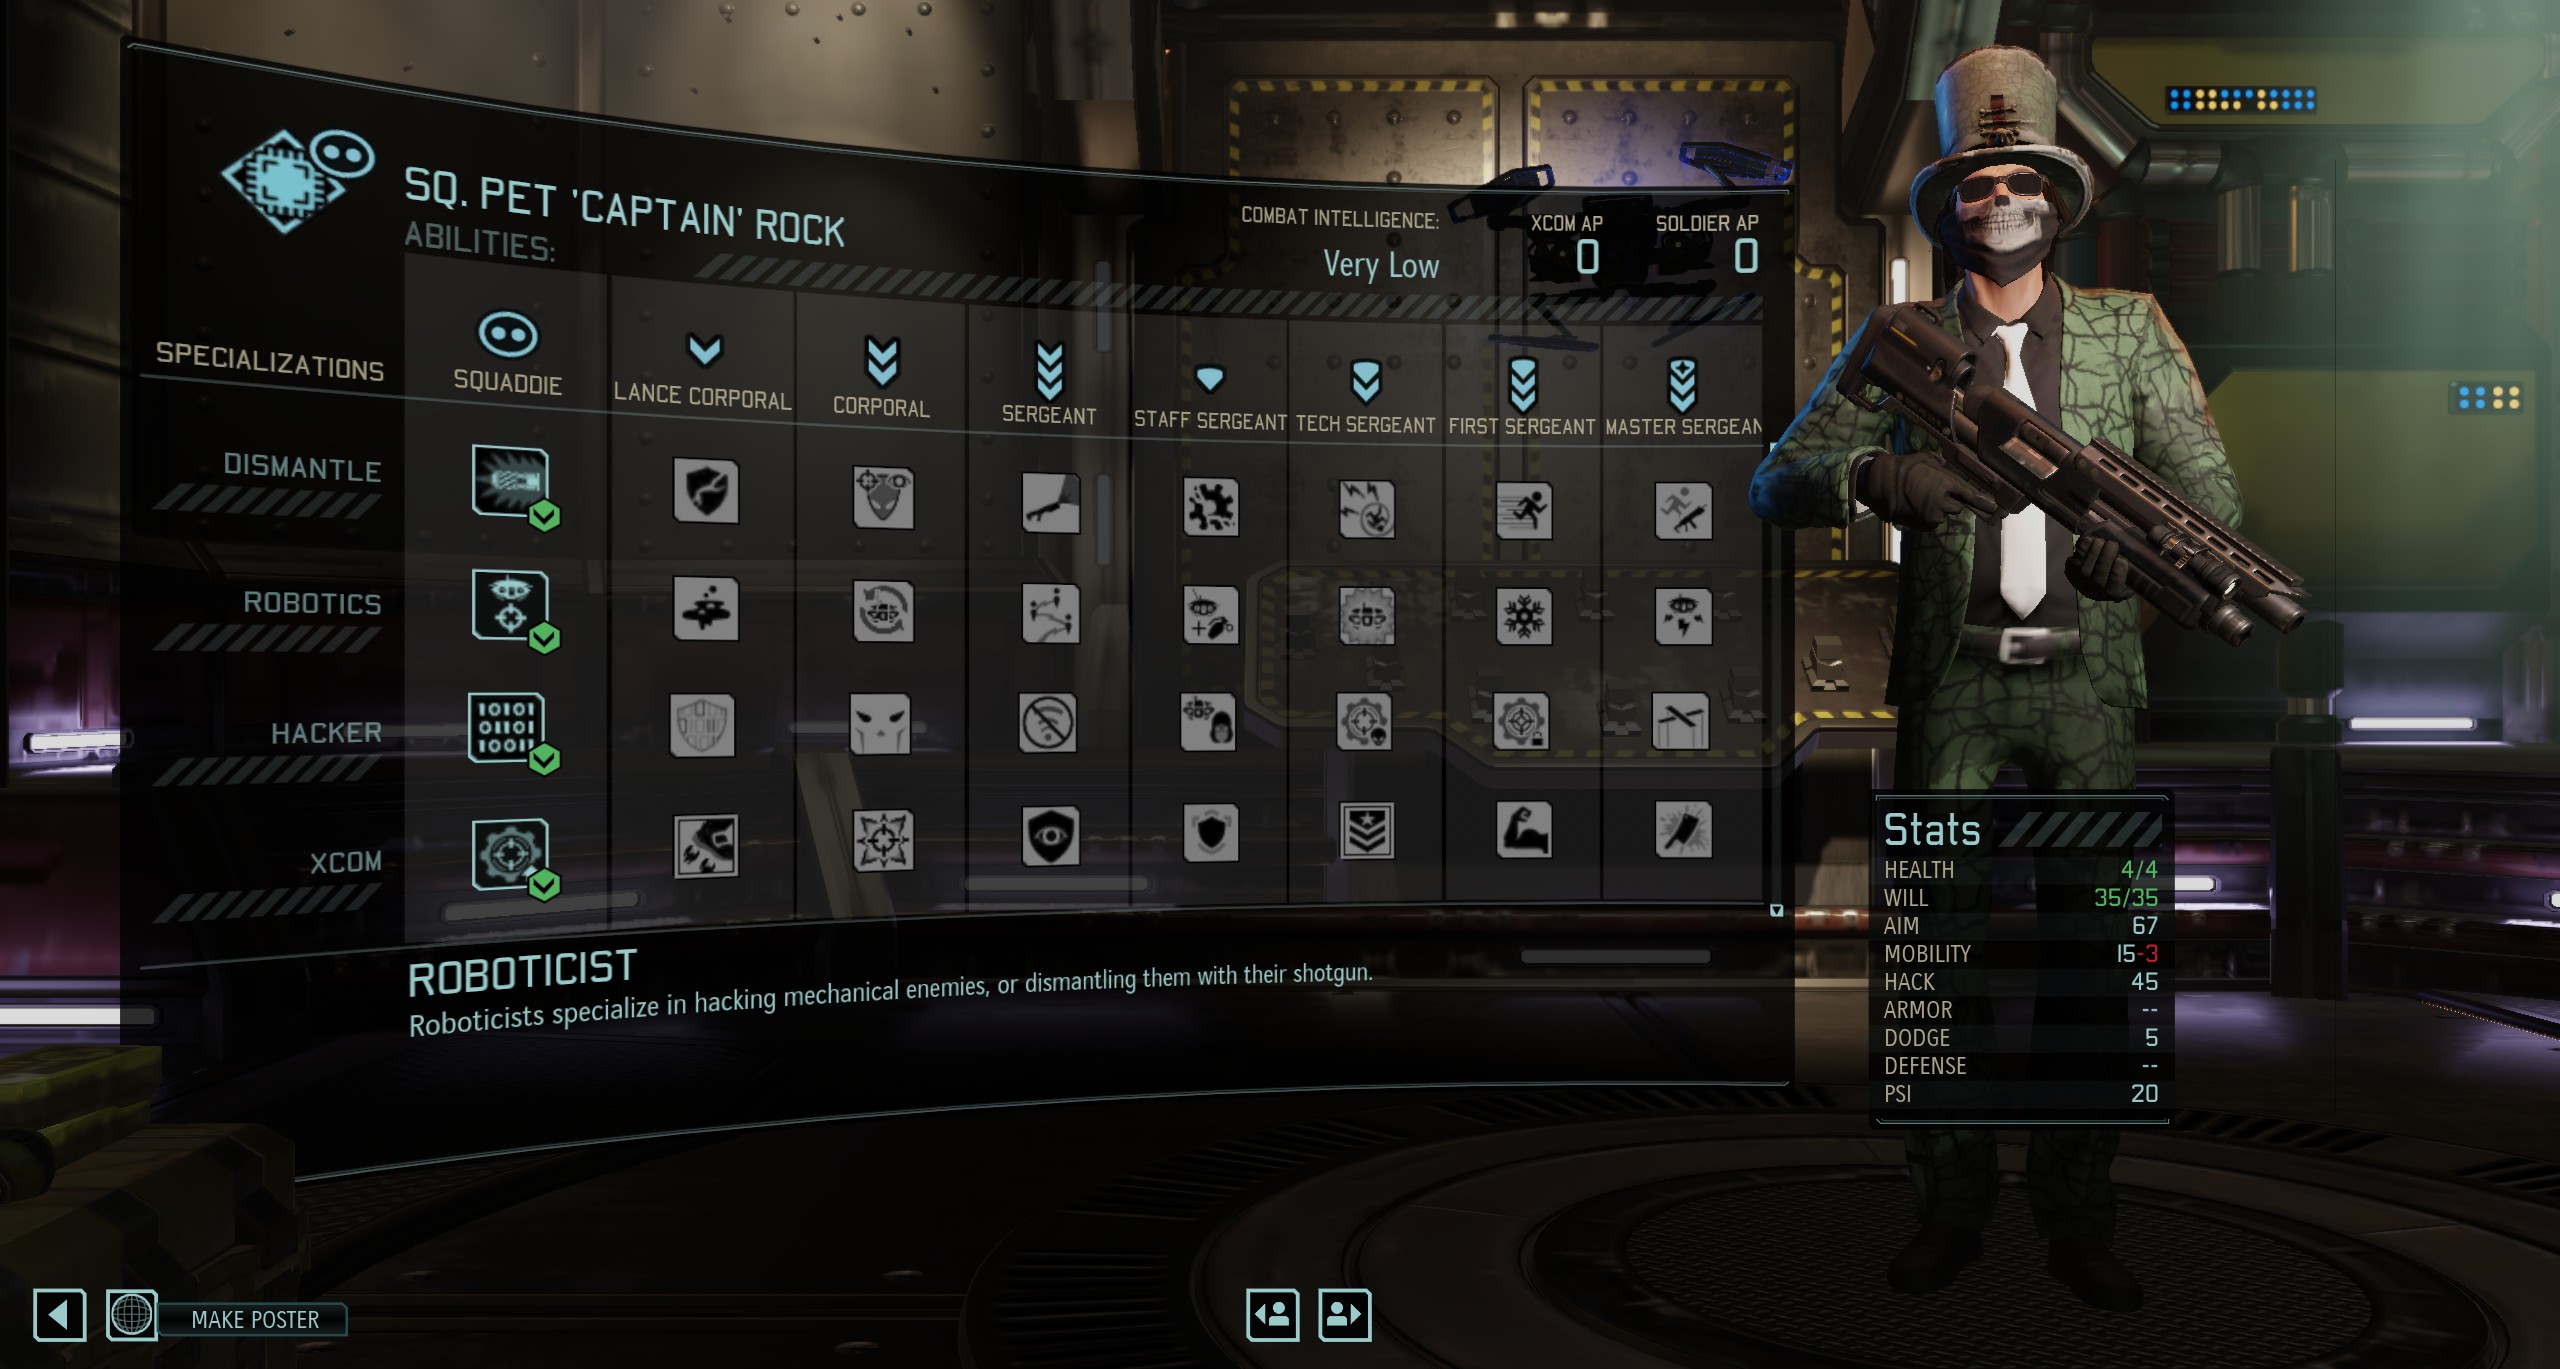 SQ. PET 'CAPTAIN' ROCK
ABILITIES:
COMBAT INTELLIGENCE:
Very Low
XCOM AP
0
SOLDIER AP
0
SPECIALIZATIONS
SQUADDIE
LANCE CORPORAL
CORPORAL
SERGEANT
STAFF SERGEANT
TECH SERGEANT
FIRST SERGEANT
MASTER SERGEAN
DISMANTLE
ROBOTICS
HACKER
10101
01101
10011
XCOM
ROBOTICIST
Roboticists specialize in hacking mechanical enemies, or dismantling them with their shotgun.
Stats
HEALTH 4/4
WILL 35/35
AIM 67
MOBILITY 15-3
HACK 45
ARMOR --
DODGE 5
DEFENSE --
PSI 20
MAKE POSTER